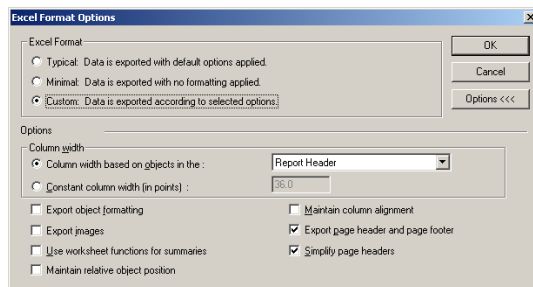 Excel Format Options
Excel Format
OK
Typical: Data is exported with default options applied.
Cancel
Minimal: Data is exported with no formatting applied.
Custom: Data is exported according to selected options.
Options <<<
Options
Column width
Column width based on objects in the :
Report Header
Constant column width (in points) :
36.0
Export object formatting
Maintain column alignment
Export images
Export page header and page footer
Use worksheet functions for summaries
Simplify page headers
Maintain relative object position